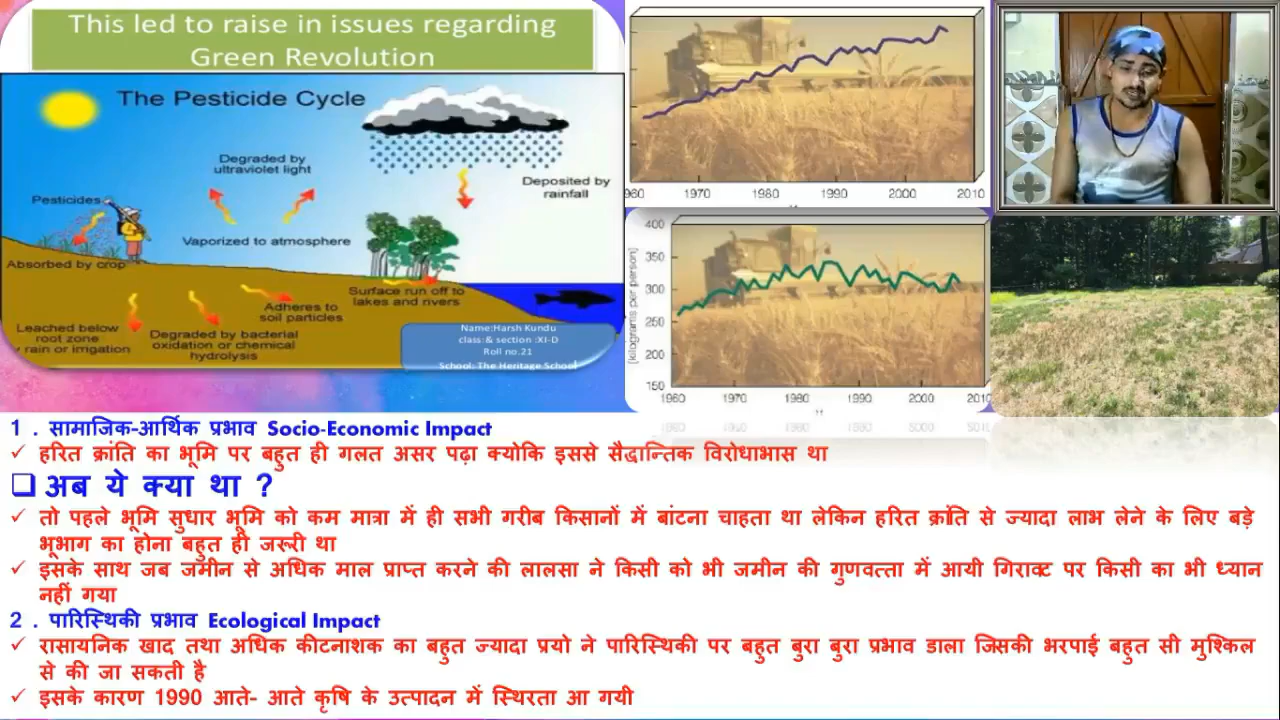 This led to raise in issues regarding
Green Revolution
The Pesticide Cycle
Degraded by
ultraviolet light
Deposited by
rainfall
Pesticides
Vaporized to atmosphere
Absorbed by crop
Surface run off to
lakes and rivers
Adheres to
soil particles
Leached below
root zone
rain or irrigation
Degraded by bacterial
oxidation or chemical
hydrolysis
Name:Harsh Kundu
class:& section :XI-D
Roll no.21
School: The Heritage School
960 1970 1980 1990 2000 2010
400
350
300
250
200
150
[kilograms per person]
1960 1970 1980 1990 2000 2010
1 . सामाजिक-आर्थिक प्रभाव Socio-Economic Impact
✓ हरित क्रांति का भूमि पर बहुत ही गलत असर पढ़ा क्योकि इससे सैद्धान्तिक विरोधाभास था
❑ अब ये क्या था ?
✓ तो पहले भूमि सुधार भूमि को कम मात्रा में ही सभी गरीब किसानों में बांटना चाहता था लेकिन हरित क्रांति से ज्यादा लाभ लेने के लिए बड़े
भूभाग का होना बहुत ही जरूरी था
✓ इसके साथ जब जमीन से अधिक माल प्राप्त करने की लालसा ने किसी को भी जमीन की गुणवत्ता में आयी गिराक्ट पर किसी का भी ध्यान
नहीं गया
2 . पारिस्थिकी प्रभाव Ecological Impact
✓ रासायनिक खाद तथा अधिक कीटनाशक का बहुत ज्यादा प्रयो ने पारिस्थिकी पर बहुत बुरा बुरा प्रभाव डाला जिसकी भरपाई बहुत सी मुश्किल
से की जा सकती है
✓ इसके कारण 1990 आते- आते कृषि के उत्पादन में स्थिरता आ गयी